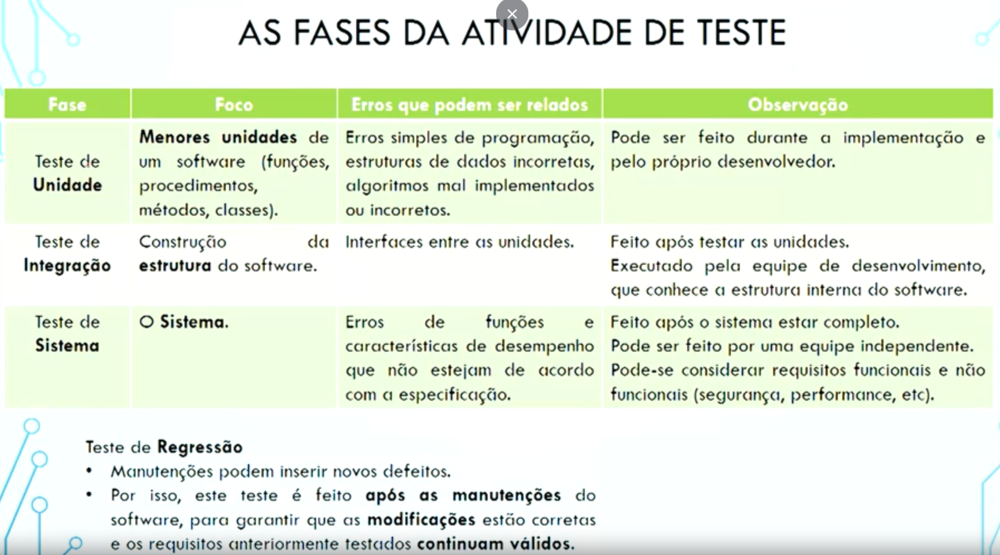 AS FASES DA ATIVIDADE DE TESTE
Fase
Foco
Erros que podem ser relados
Observação
Teste de
Unidade
Menores unidades de
um software (funções,
procedimentos,
métodos, classes).
Erros simples de programação,
estruturas de dados incorretas,
algoritmos mal implementados
ou incorretos.
Pode ser feito durante a implementação e
pelo próprio desenvolvedor.
Teste de
Integração
Construção da
estrutura do software.
Interfaces entre as unidades.
Feito após testar as unidades.
Executado pela equipe de desenvolvimento,
que conhece a estrutura interna do software.
Teste de
Sistema
O Sistema.
Erros de funções e
características de desempenho
que não estejam de acordo
com a especificação.
Feito após o sistema estar completo.
Pode ser feito por uma equipe independente.
Pode-se considerar requisitos funcionais e não
funcionais (segurança, performance, etc).
Teste de Regressão
• Manutenções podem inserir novos defeitos.
• Por isso, este teste é feito após as manutenções do
software, para garantir que as modificações estão corretas
e os requisitos anteriormente testados continuam válidos.